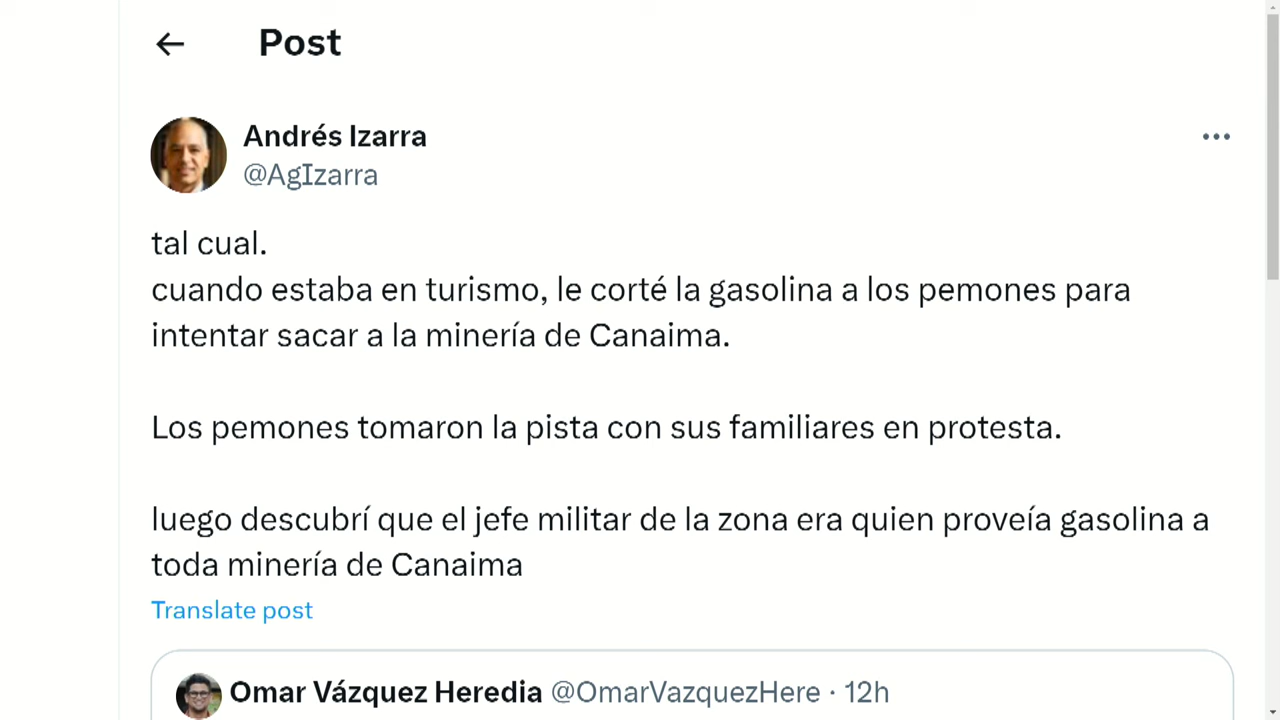 Post
Andrés Izarra
@AgIzarra
tal cual.
cuando estaba en turismo, le corté la gasolina a los pemones para
intentar sacar a la minería de Canaima.
Los pemones tomaron la pista con sus familiares en protesta.
luego descubrí que el jefe militar de la zona era quien proveía gasolina a
toda minería de Canaima
Translate post
Omar Vázquez Heredia @OmarVazquezHere · 12h